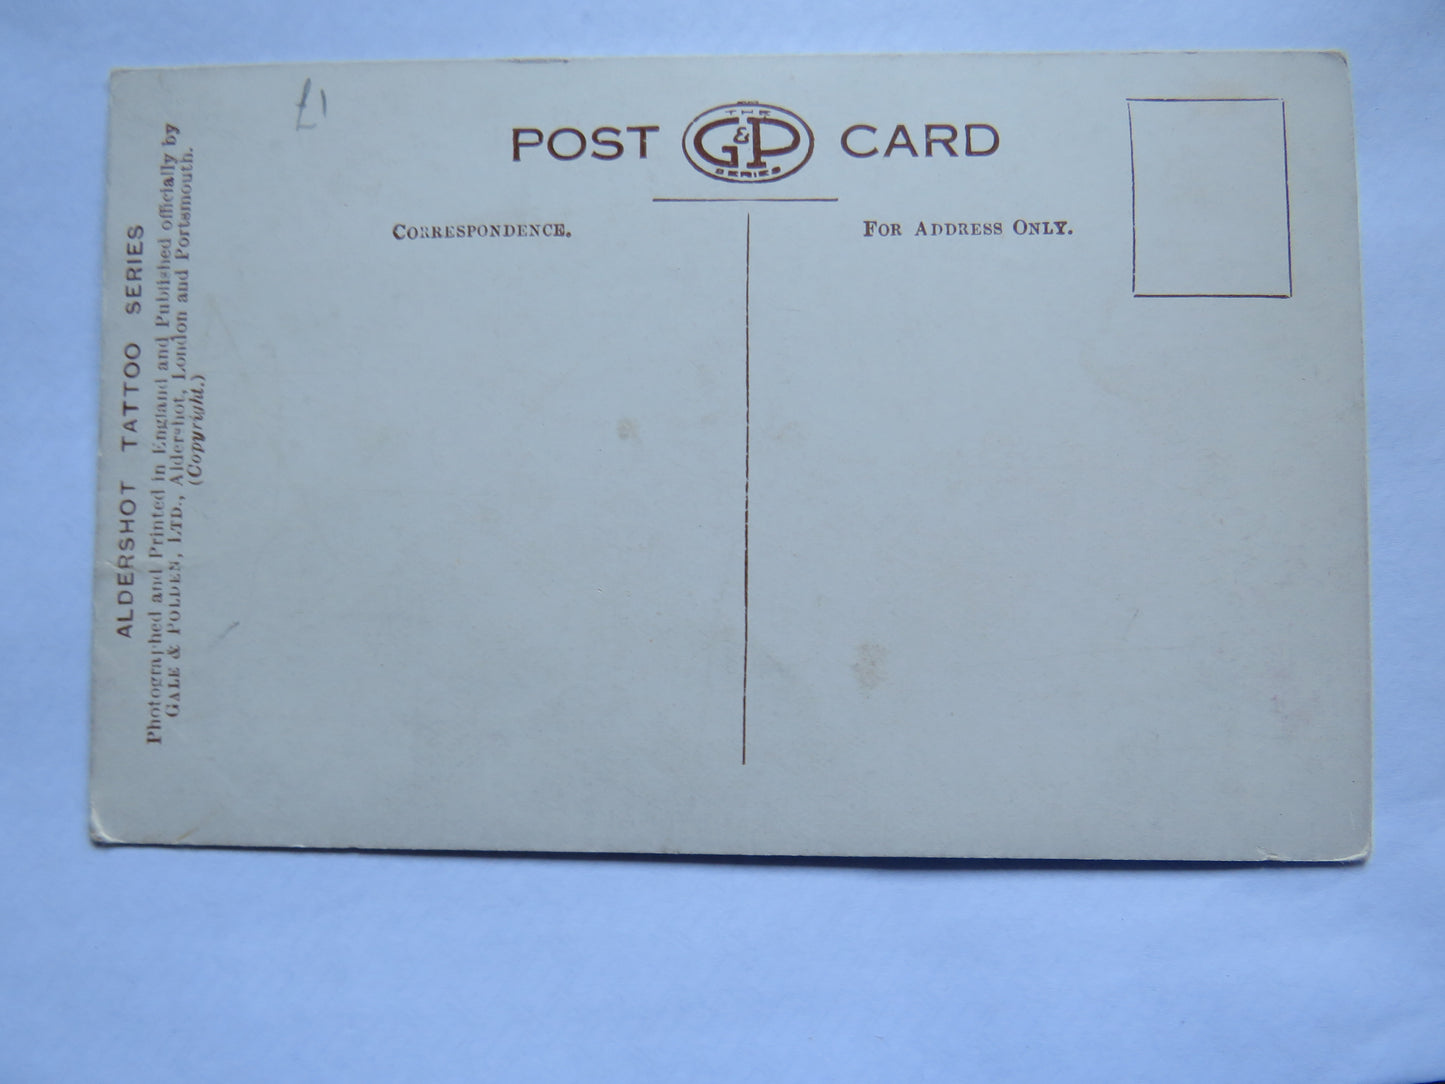 £1
POST THE G&P SERIES CARD
CORRESPONDENCE.
FOR ADDRESS ONLY.
ALDERSHOT TATTOO SERIES
Photographed and Printed in England and Published officially by
GALE & POLDEN, LTD., Aldershot, London and Portsmouth.
(Copyright.)